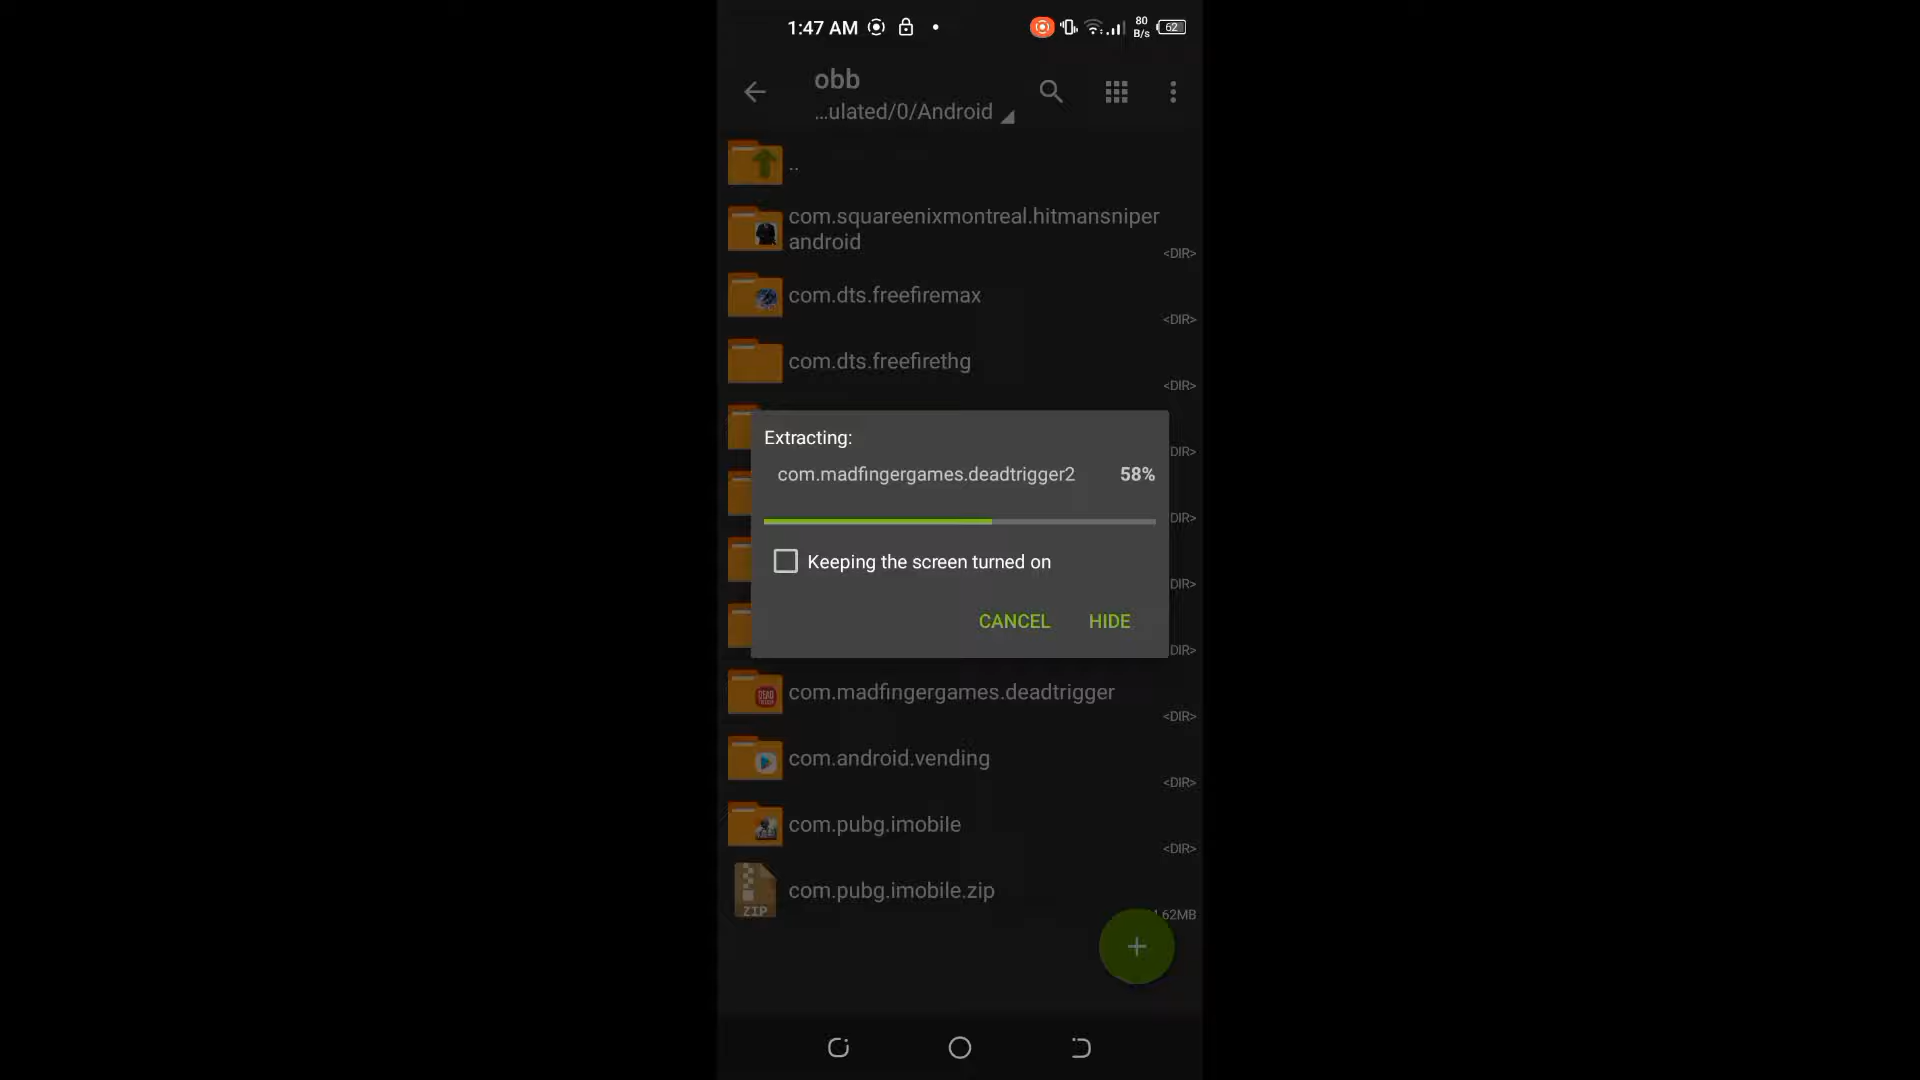 1:47 AM
80
B/s
62
obb
...ulated/0/Android
..
com.squareenixmontreal.hitmansniper
android
<DIR>
com.dts.freefiremax
<DIR>
com.dts.freefirethg
<DIR>
DIR>
Extracting:
com.madfingergames.deadtrigger2 58%
DIR>
Keeping the screen turned on
DIR>
CANCEL HIDE
DIR>
com.madfingergames.deadtrigger
DEAD
<DIR>
com.android.vending
<DIR>
com.pubg.imobile
<DIR>
com.pubg.imobile.zip
ZIP
62MB